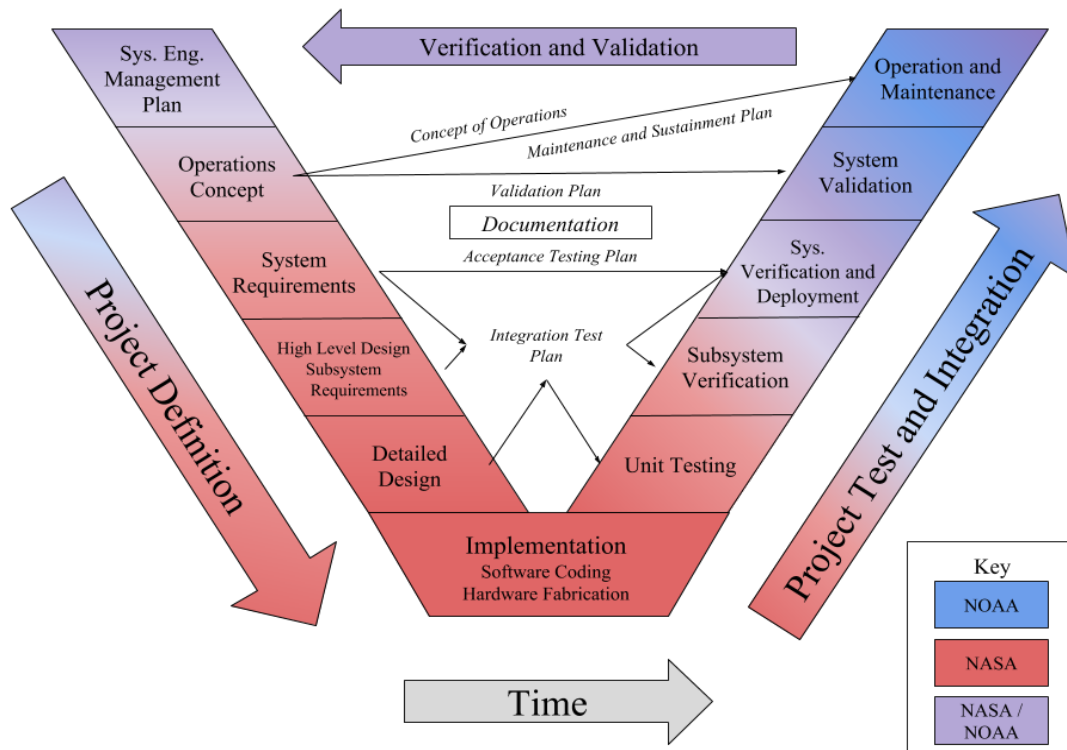 Verification and Validation
Sys. Eng.
Management
Plan
Operations
Concept
System
Requirements
High Level Design
Subsystem
Requirements
Detailed
Design
Implementation
Software Coding
Hardware Fabrication
Unit Testing
Subsystem
Verification
Sys.
Verification and
Deployment
System
Validation
Operation and
Maintenance
Concept of Operations
Maintenance and Sustainment Plan
Validation Plan
Documentation
Acceptance Testing Plan
Integration Test
Plan
Project Definition
Project Test and Integration
Time
Key
NOAA
NASA
NASA /
NOAA